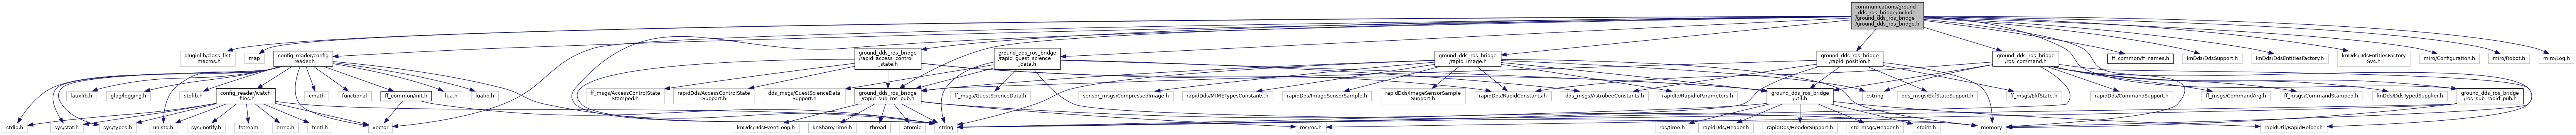 communications/ground
_dds_ros_bridge/include
/ground_dds_ros_bridge
/ground_dds_ros_bridge.h
pluginlib/class_list
_macros.h
map
config_reader/config
_reader.h
ground_dds_ros_bridge
/rapid_access_control
_state.h
ground_dds_ros_bridge
/rapid_guest_science
_data.h
ground_dds_ros_bridge
/rapid_image.h
ground_dds_ros_bridge
/rapid_position.h
ground_dds_ros_bridge
/ros_command.h
ff_common/ff_names.h
knDds/DdsSupport.h
knDds/DdsEntitiesFactory.h
knDds/DdsEntitiesFactory
Svc.h
miro/Configuration.h
miro/Robot.h
miro/Log.h
lauxlib.h
glog/logging.h
stdlib.h
config_reader/watch
_files.h
cmath
functional
ff_common/init.h
lua.h
lualib.h
ff_msgs/AccessControlState
Stamped.h
rapidDds/AccessControlState
Support.h
dds_msgs/GuestScienceData
Support.h
ground_dds_ros_bridge
/rapid_sub_ros_pub.h
ff_msgs/GuestScienceData.h
sensor_msgs/CompressedImage.h
rapidDds/MIMETypesConstants.h
rapidDds/ImageSensorSample.h
rapidDds/ImageSensorSample
Support.h
rapidDds/RapidConstants.h
dds_msgs/AstrobeeConstants.h
rapidIo/RapidIoParameters.h
ground_dds_ros_bridge
/util.h
cstring
dds_msgs/EkfStateSupport.h
ff_msgs/EkfState.h
rapidDds/CommandSupport.h
ff_msgs/CommandArg.h
ff_msgs/CommandStamped.h
knDds/DdsTypedSupplier.h
ground_dds_ros_bridge
/ros_sub_rapid_pub.h
stdio.h
sys/stat.h
sys/types.h
unistd.h
sys/inotify.h
fstream
errno.h
fcntl.h
vector
knDds/DdsEventLoop.h
knShare/Time.h
thread
atomic
string
ros/ros.h
ros/time.h
rapidDds/Header.h
rapidDds/HeaderSupport.h
std_msgs/Header.h
stdint.h
memory
rapidUtil/RapidHelper.h